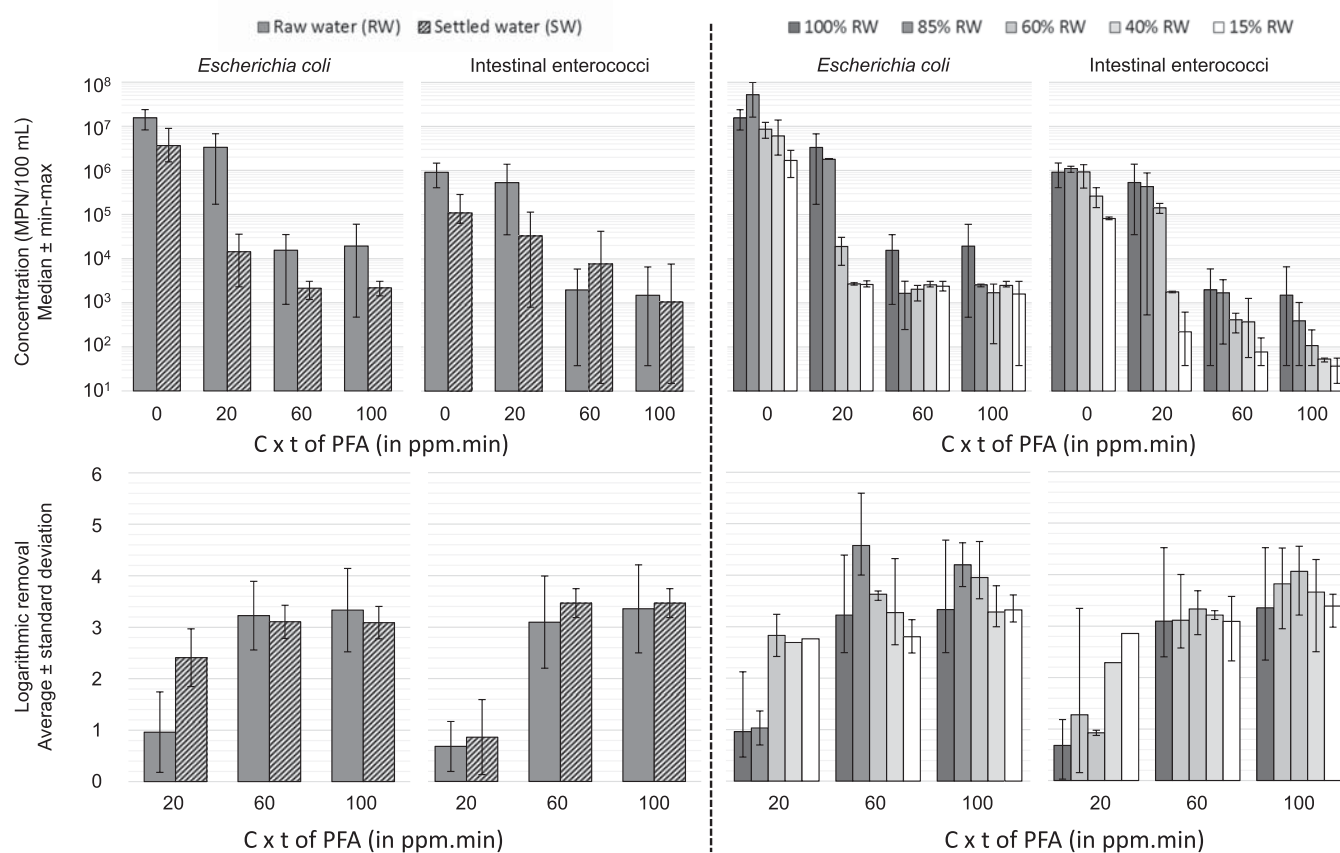 Raw water (RW) Settled water (SW)
100% RW 85% RW 60% RW 40% RW 15% RW
Escherichia coli Intestinal enterococci Escherichia coli Intestinal enterococci
Concentration (MPN/100 mL)
Median ± min-max
10⁸
10⁷
10⁶
10⁵
10⁴
10³
10²
10¹
0 20 60 100 0 20 60 100 0 20 60 100 0 20 60 100
C x t of PFA (in ppm.min) C x t of PFA (in ppm.min)
Logarithmic removal
Average ± standard deviation
6
5
4
3
2
1
0
20 60 100 20 60 100 20 60 100 20 60 100
C x t of PFA (in ppm.min) C x t of PFA (in ppm.min)